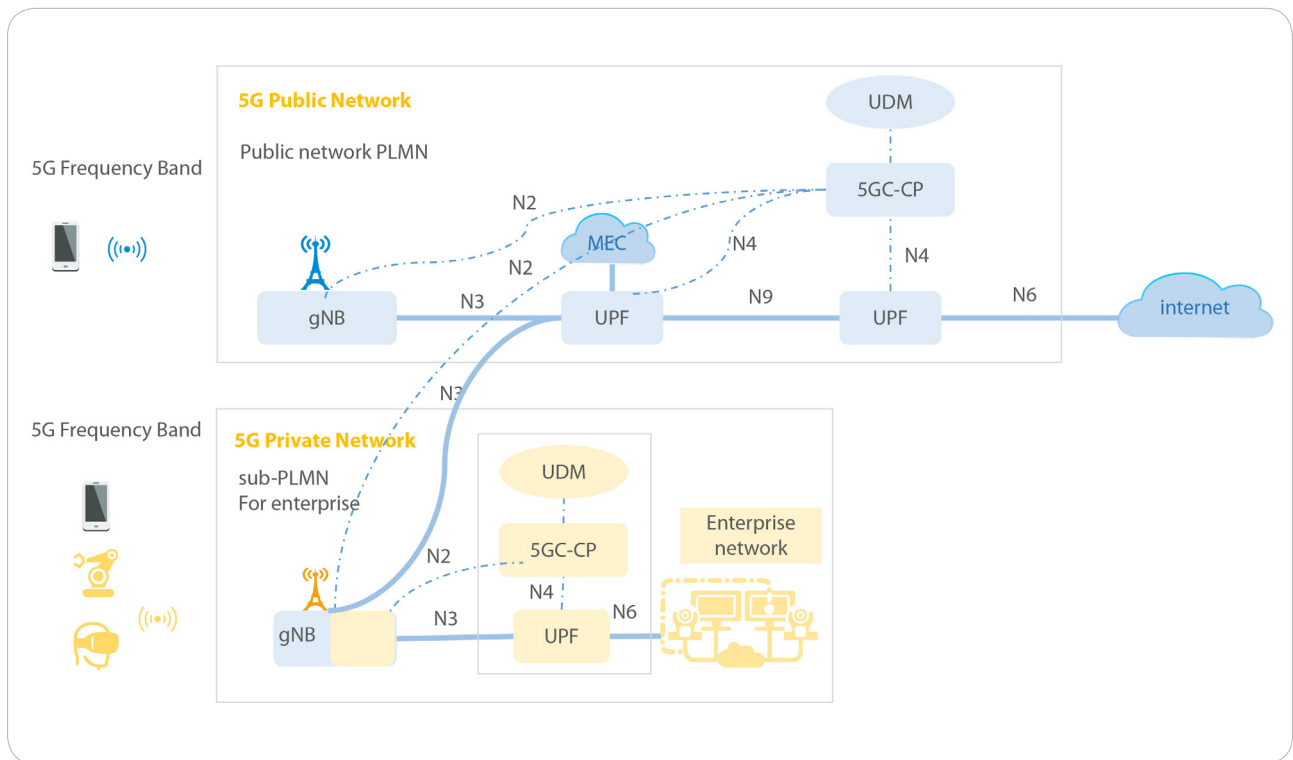 5G Public Network
UDM
Public network PLMN
5G Frequency Band
5GC-CP
N2
MEC
N4
N4
N2
N3
N9
N6
gNB
UPF
UPF
internet
N3
5G Frequency Band
5G Private Network
sub-PLMN
For enterprise
UDM
Enterprise
network
5GC-CP
N2
N4
N3
N6
gNB
UPF